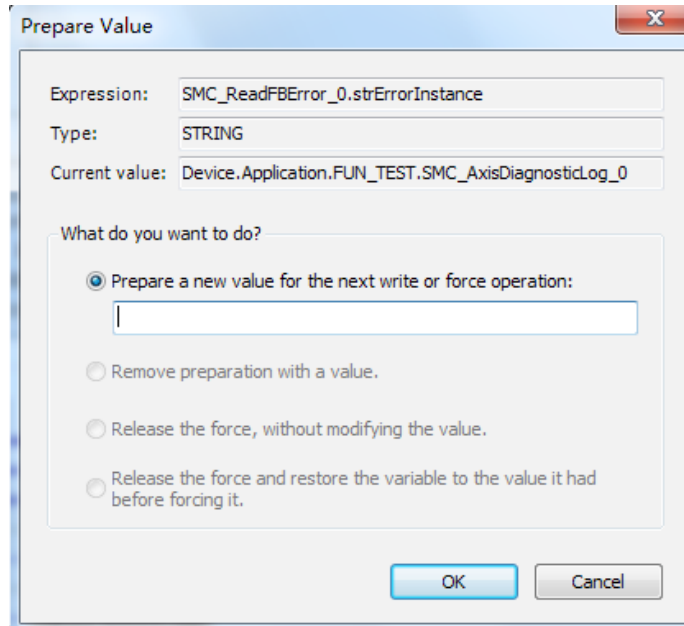 Prepare Value
Expression: SMC_ReadFBError_0.strErrorInstance
Type: STRING
Current value: Device.Application.FUN_TEST.SMC_AxisDiagnosticLog_0
What do you want to do?
Prepare a new value for the next write or force operation:
Remove preparation with a value.
Release the force, without modifying the value.
Release the force and restore the variable to the value it had
before forcing it.
OK Cancel